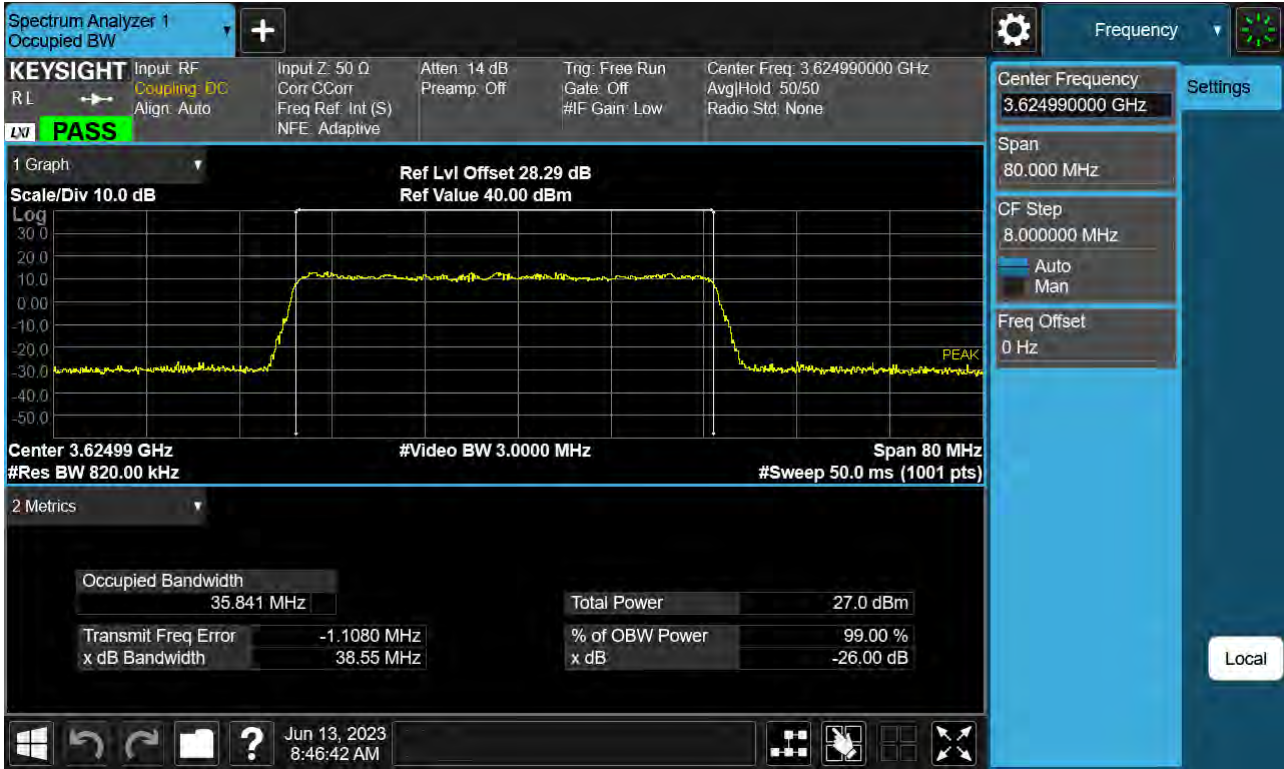 Spectrum Analyzer 1
Occupied BW
+
Frequency
KEYSIGHT
R L
LXI
PASS
Input: RF
Coupling: DC
Align: Auto
Input Z: 50 Ω
Corr CCorr
Freq Ref: Int (S)
NFE: Adaptive
Atten: 14 dB
Preamp: Off
Trig: Free Run
Gate: Off
#IF Gain: Low
Center Freq: 3.624990000 GHz
Avg|Hold: 50/50
Radio Std: None
1 Graph
Scale/Div 10.0 dB
Ref Lvl Offset 28.29 dB
Ref Value 40.00 dBm
Log
30.0
20.0
10.0
0.00
-10.0
-20.0
-30.0
-40.0
-50.0
PEAK
Center 3.62499 GHz
#Video BW 3.0000 MHz
Span 80 MHz
#Res BW 820.00 kHz
#Sweep 50.0 ms (1001 pts)
2 Metrics
Occupied Bandwidth
35.841 MHz
Total Power 27.0 dBm
Transmit Freq Error -1.1080 MHz
% of OBW Power 99.00 %
x dB Bandwidth 38.55 MHz
x dB -26.00 dB
?
Jun 13, 2023
8:46:42 AM
Center Frequency
3.624990000 GHz
Settings
Span
80.000 MHz
CF Step
8.000000 MHz
Auto
Man
Freq Offset
0 Hz
Local